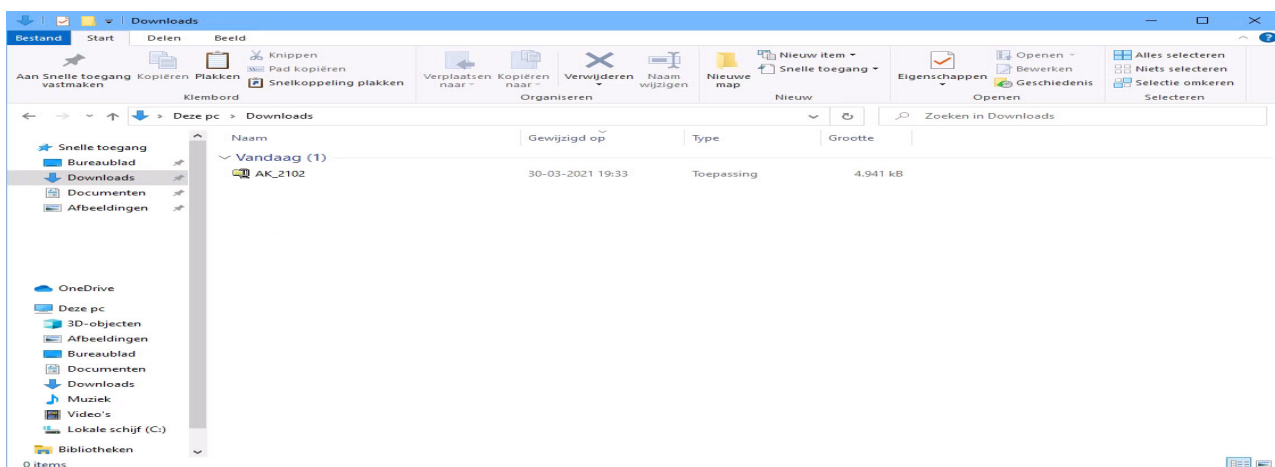 Downloads
Bestand Start Delen Beeld
Aan Snelle toegang vastmaken
Kopiëren
Plakken
Knippen
Pad kopiëren
Snelkoppeling plakken
Klembord
Verplaatsen naar
Kopiëren naar
Verwijderen
Naam wijzigen
Organiseren
Nieuwe map
Nieuw item
Snelle toegang
Nieuw
Eigenschappen
Openen
Bewerken
Geschiedenis
Openen
Alles selecteren
Niets selecteren
Selectie omkeren
Selecteren
Deze pc > Downloads
Zoeken in Downloads
Snelle toegang
Bureaublad
Downloads
Documenten
Afbeeldingen
OneDrive
Deze pc
3D-objecten
Afbeeldingen
Bureaublad
Documenten
Downloads
Muziek
Video's
Lokale schijf (C:)
Bibliotheken
Naam Gewijzigd op Type Grootte
Vandaag (1)
AK_2102 30-03-2021 19:33 Toepassing 4.941 kB
0 items